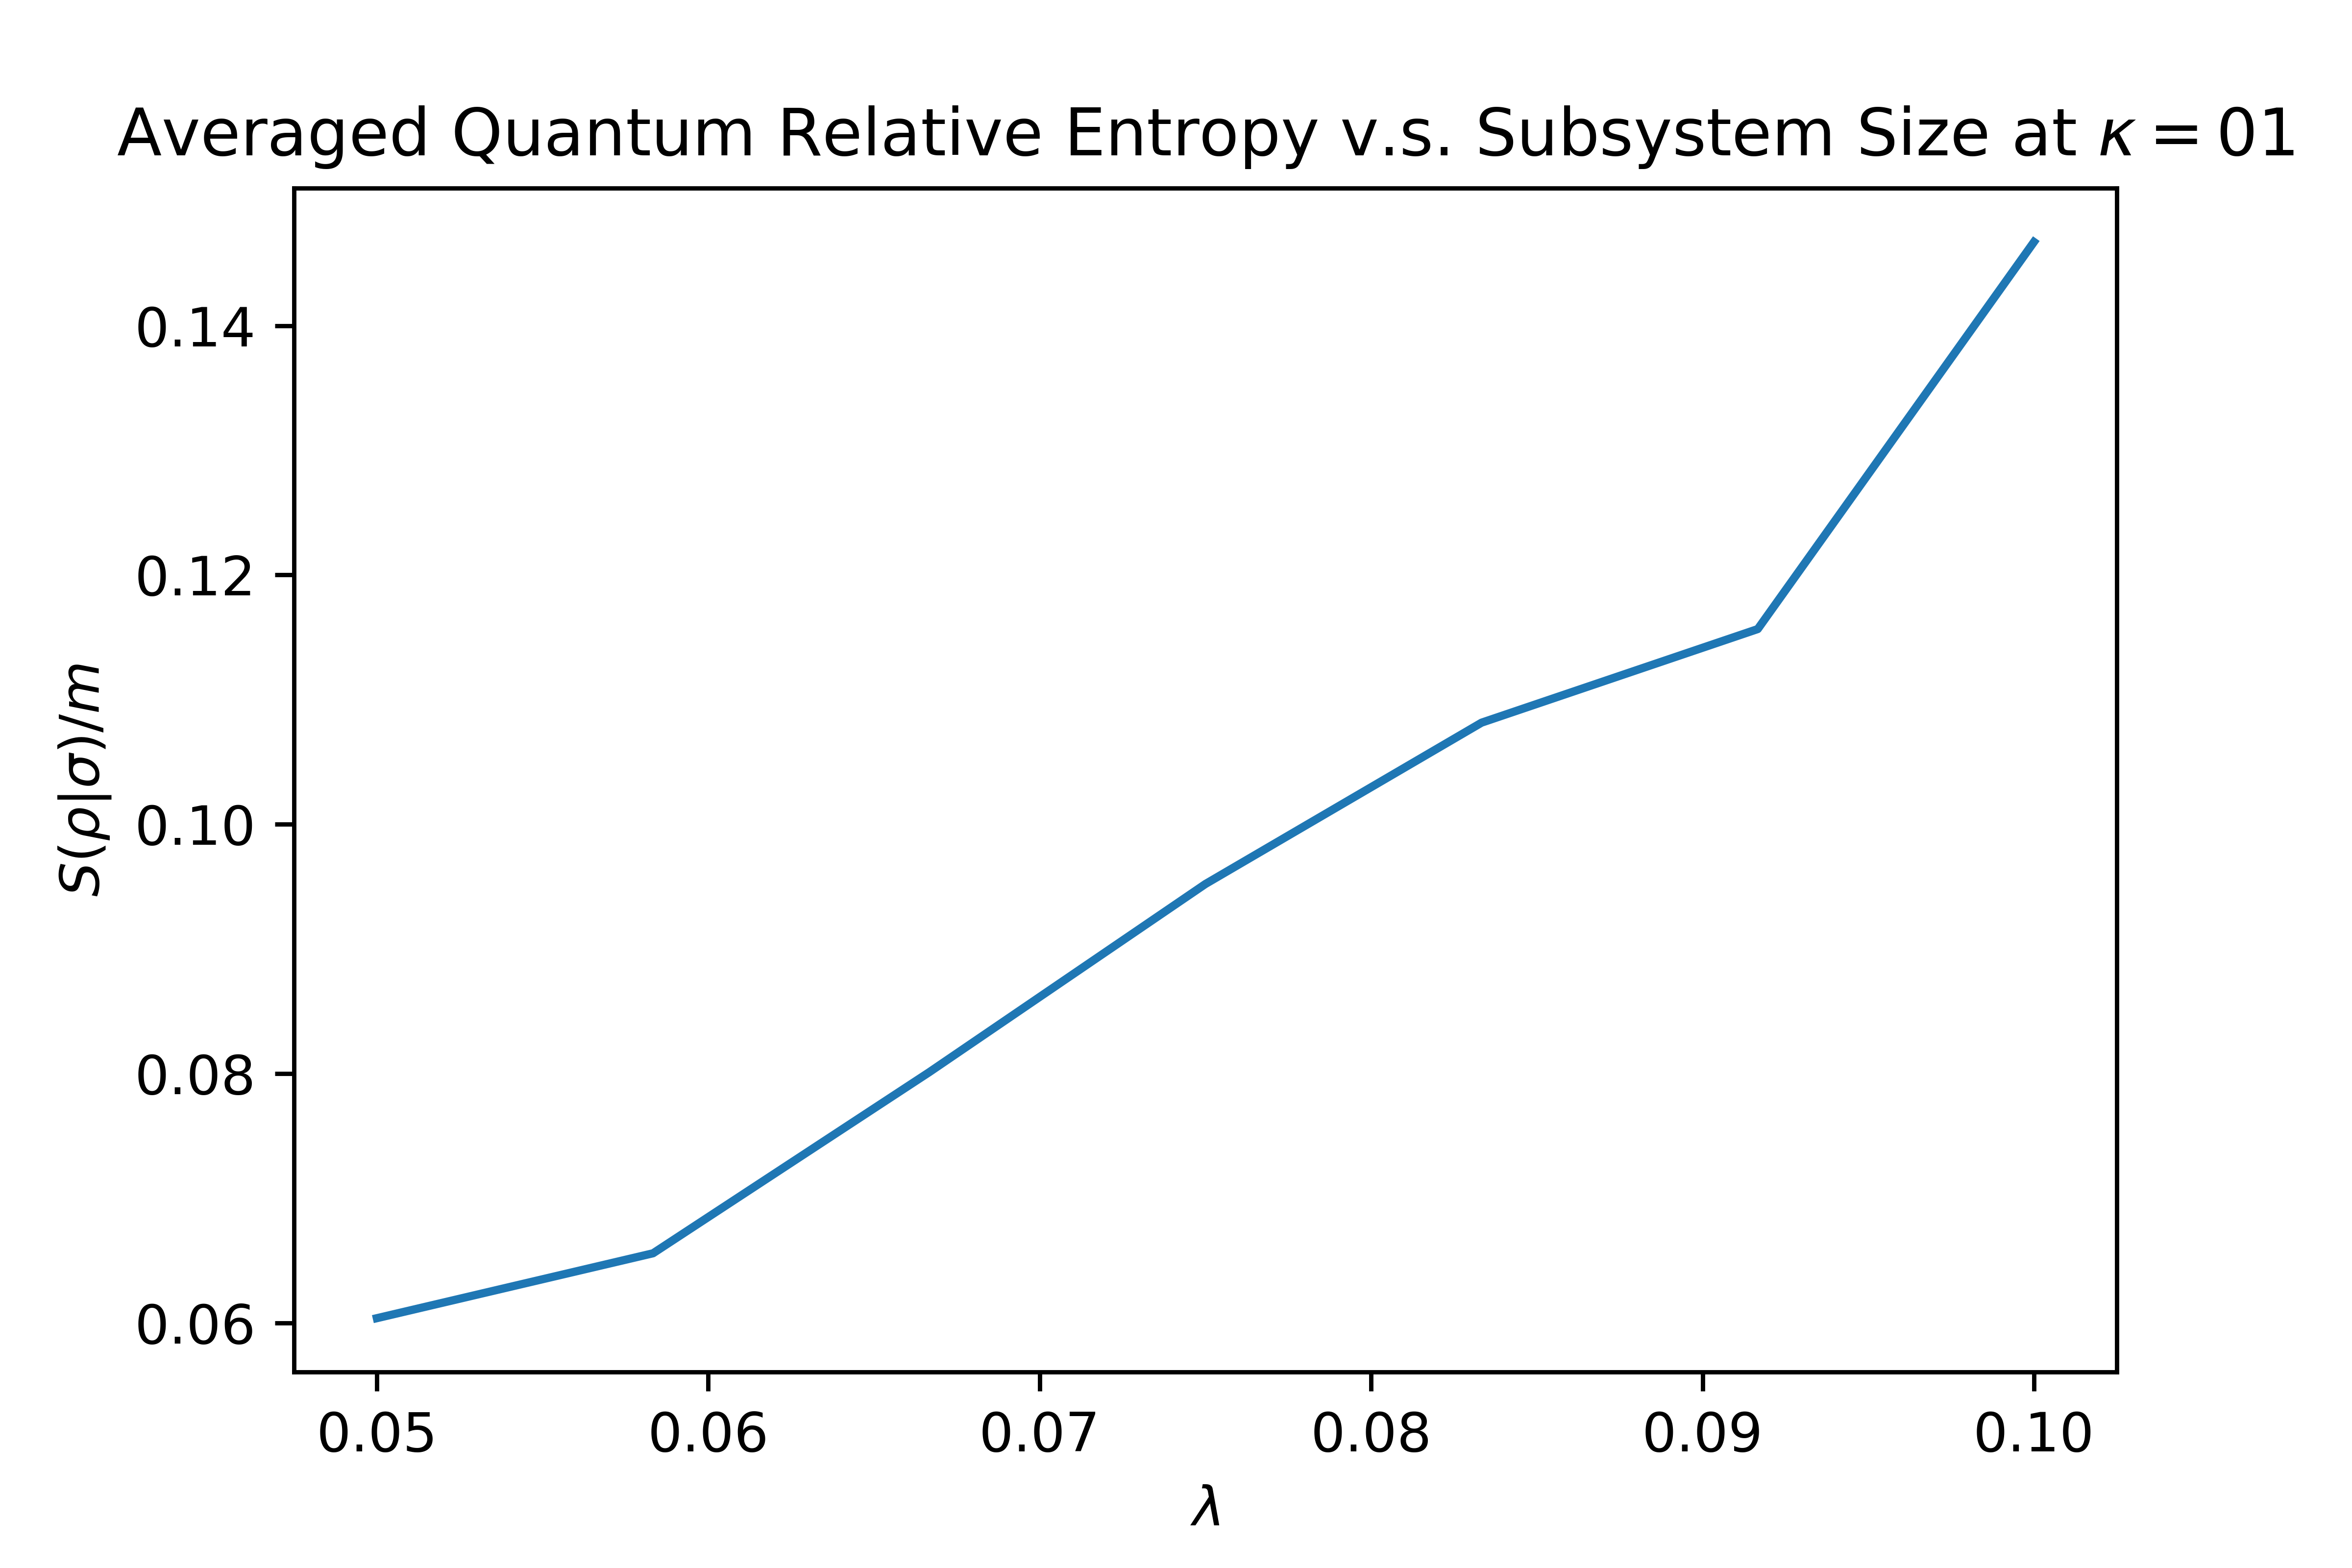 Averaged Quantum Relative Entropy v.s. Subsystem Size at κ = 01
S(ρ|σ)/m
0.14
0.12
0.10
0.08
0.06
0.05 0.06 0.07 0.08 0.09 0.10
λ